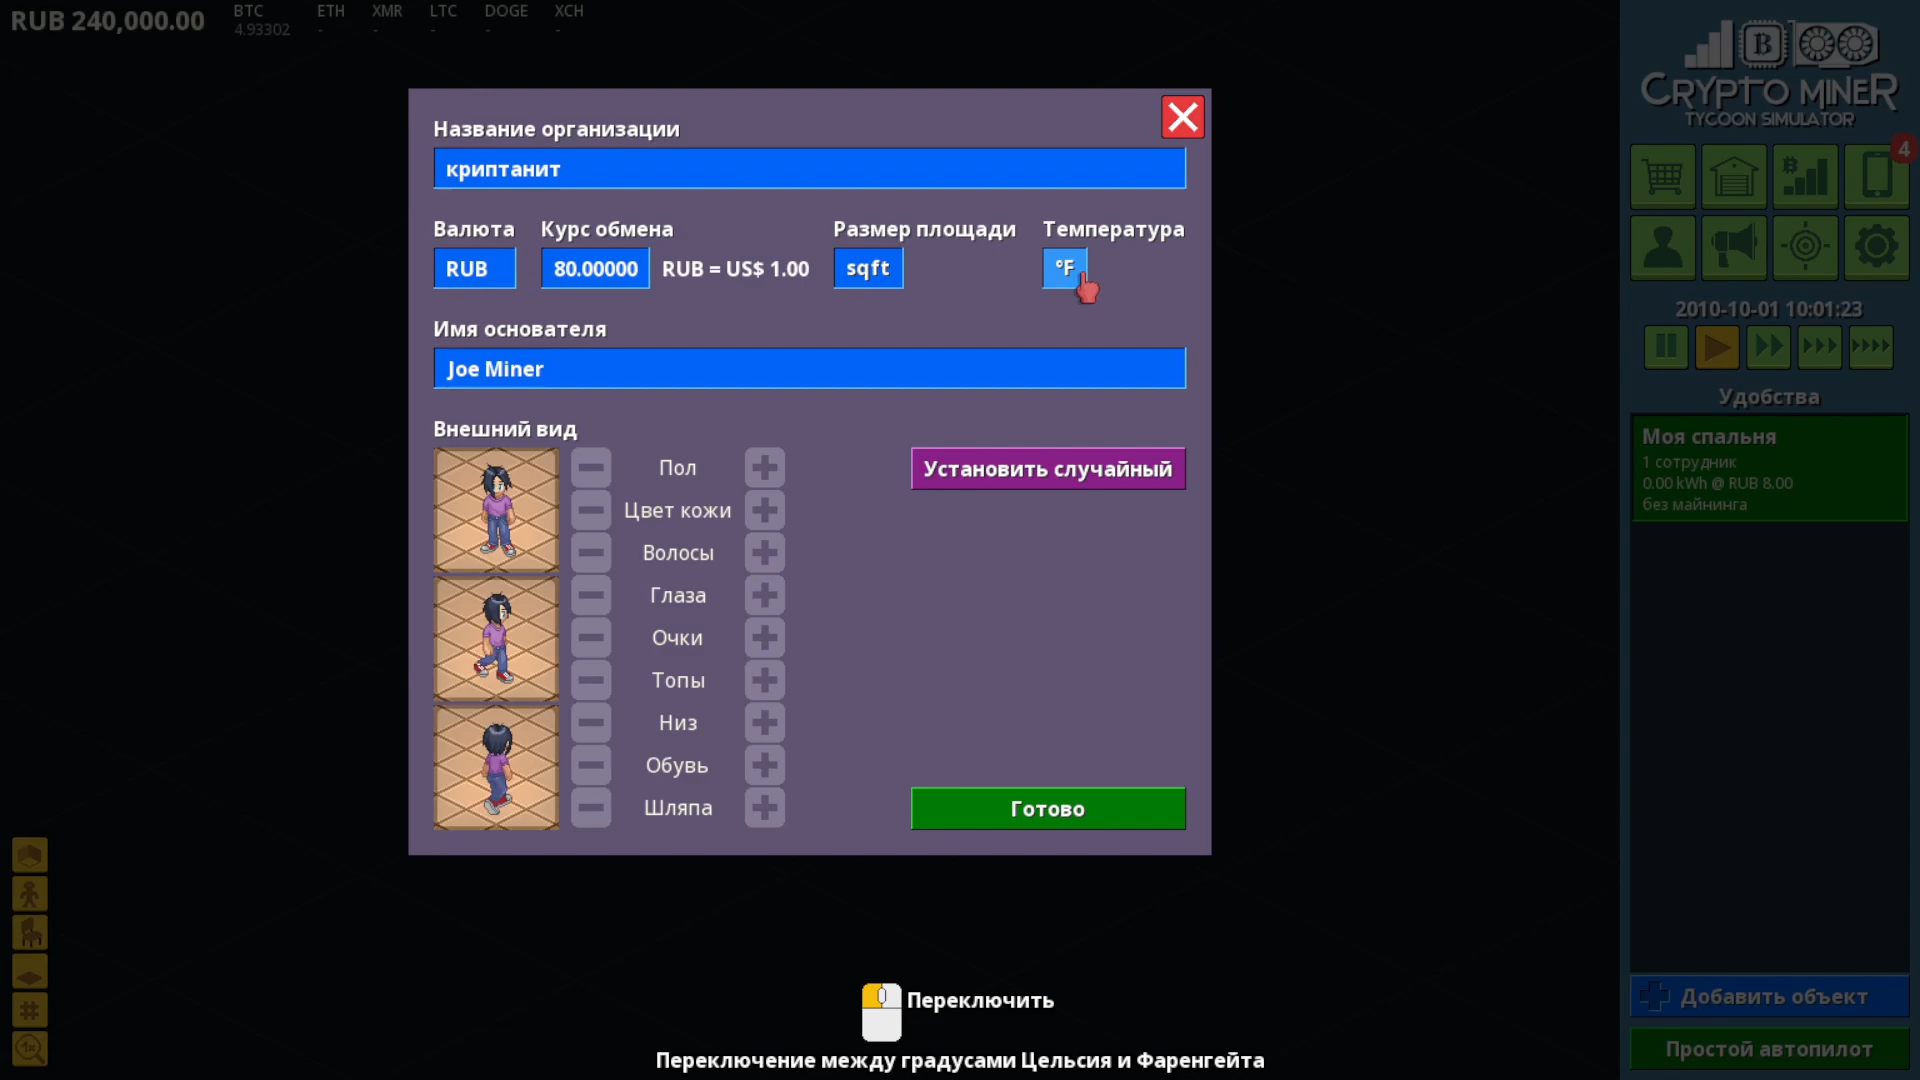 RUB 240,000.00
BTC ETH XMR LTC DOGE XCH
4.93302 - - - - -
CRYPTO MINER
TYCOON SIMULATOR
4
Название организации
криптанит
Валюта Курс обмена Размер площади Температура
RUB 80.00000 RUB = US$ 1.00 sqft °F
Имя основателя
Joe Miner
Внешний вид
Пол
Установить случайный
Цвет кожи
Волосы
Глаза
Очки
Топы
Низ
Обувь
Шляпа
Готово
2010-10-01 10:01:23
Удобства
Моя спальня
1 сотрудник
0.00 kWh @ RUB 8.00
без майнинга
Добавить объект
Простой автопилот
1x
Переключить
Переключение между градусами Цельсия и Фаренгейта